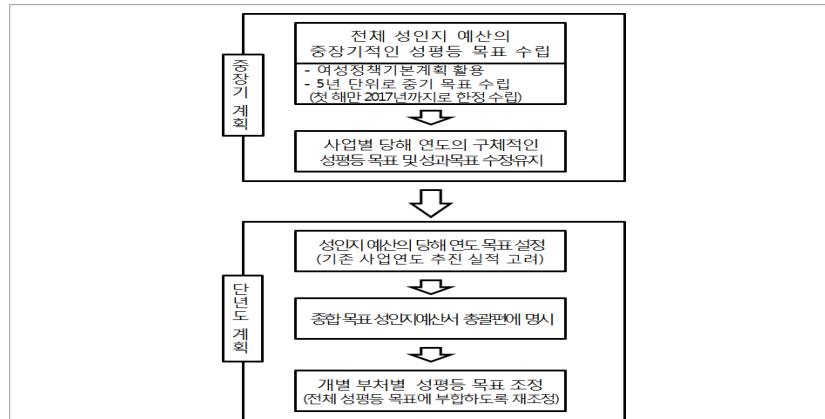 중장기 계획
전체 성인지 예산의
중장기적인 성평등 목표 수립
- 여성정책기본계획 활용
- 5년 단위로 중기 목표 수립
(첫 해만 2017년까지로 한정 수립)
사업별 당해 연도의 구체적인
성평등 목표 및 성과목표 수정유지
단년도 계획
성인지 예산의 당해 연도 목표 설정
(기존 사업연도 추진 실적 고려)
종합 목표 성인지예산서 총괄편에 명시
개별 부처별 성평등 목표 조정
(전체 성평등 목표에 부합하도록 재조정)